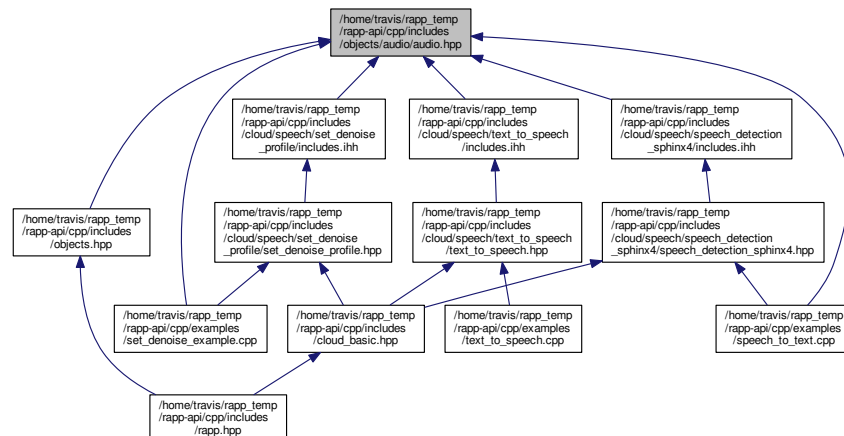 /home/travis/rapp_temp
/rapp-api/cpp/includes
/objects/audio/audio.hpp
/home/travis/rapp_temp
/rapp-api/cpp/includes
/cloud/speech/set_denoise
_profile/includes.ihh
/home/travis/rapp_temp
/rapp-api/cpp/includes
/cloud/speech/text_to_speech
/includes.ihh
/home/travis/rapp_temp
/rapp-api/cpp/includes
/cloud/speech/speech_detection
_sphinx4/includes.ihh
/home/travis/rapp_temp
/rapp-api/cpp/includes
/objects.hpp
/home/travis/rapp_temp
/rapp-api/cpp/includes
/cloud/speech/set_denoise
_profile/set_denoise_profile.hpp
/home/travis/rapp_temp
/rapp-api/cpp/includes
/cloud/speech/text_to_speech
/text_to_speech.hpp
/home/travis/rapp_temp
/rapp-api/cpp/includes
/cloud/speech/speech_detection
_sphinx4/speech_detection_sphinx4.hpp
/home/travis/rapp_temp
/rapp-api/cpp/examples
/set_denoise_example.cpp
/home/travis/rapp_temp
/rapp-api/cpp/includes
/cloud_basic.hpp
/home/travis/rapp_temp
/rapp-api/cpp/examples
/text_to_speech.cpp
/home/travis/rapp_temp
/rapp-api/cpp/examples
/speech_to_text.cpp
/home/travis/rapp_temp
/rapp-api/cpp/includes
/rapp.hpp